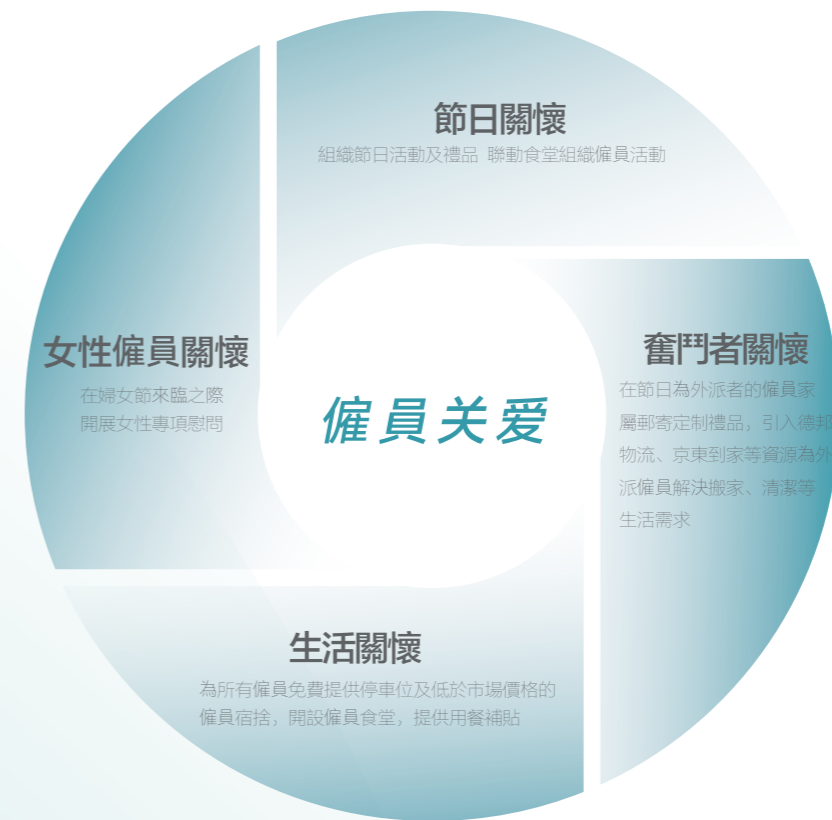 節日關懷
組織節日活動及禮品 聯動食堂組織僱員活動
女性僱員關懷
在婦女節來臨之際
開展女性專項慰問
僱員关爱
奮鬥者關懷
在節日為外派者的僱員家
屬郵寄定制禮品，引入德邦
物流、京東到家等資源為外
派僱員解決搬家、清潔等
生活需求
生活關懷
為所有僱員免費提供停車位及低於市場價格的
僱員宿捨，開設僱員食堂，提供用餐補貼